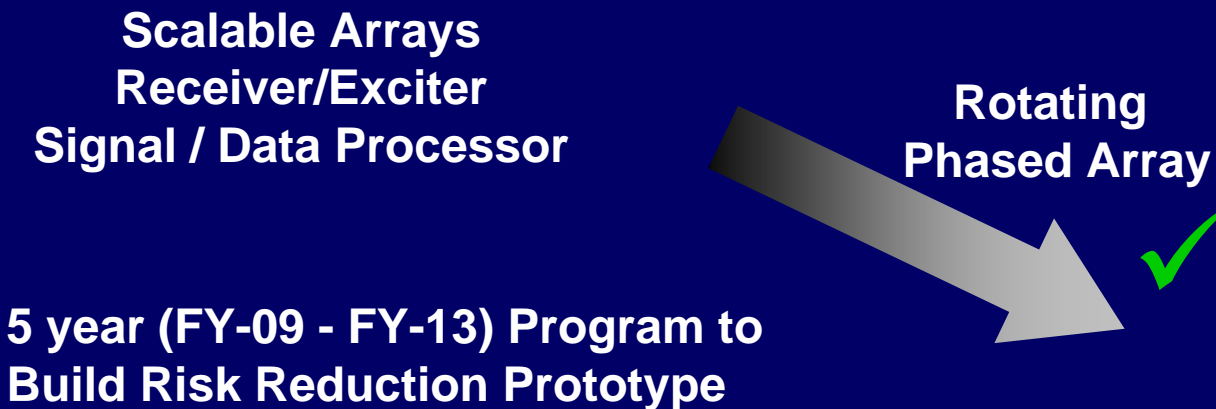 Scalable Arrays
Receiver/Exciter
Signal / Data Processor
Rotating
Phased Array
5 year (FY-09 - FY-13) Program to
Build Risk Reduction Prototype